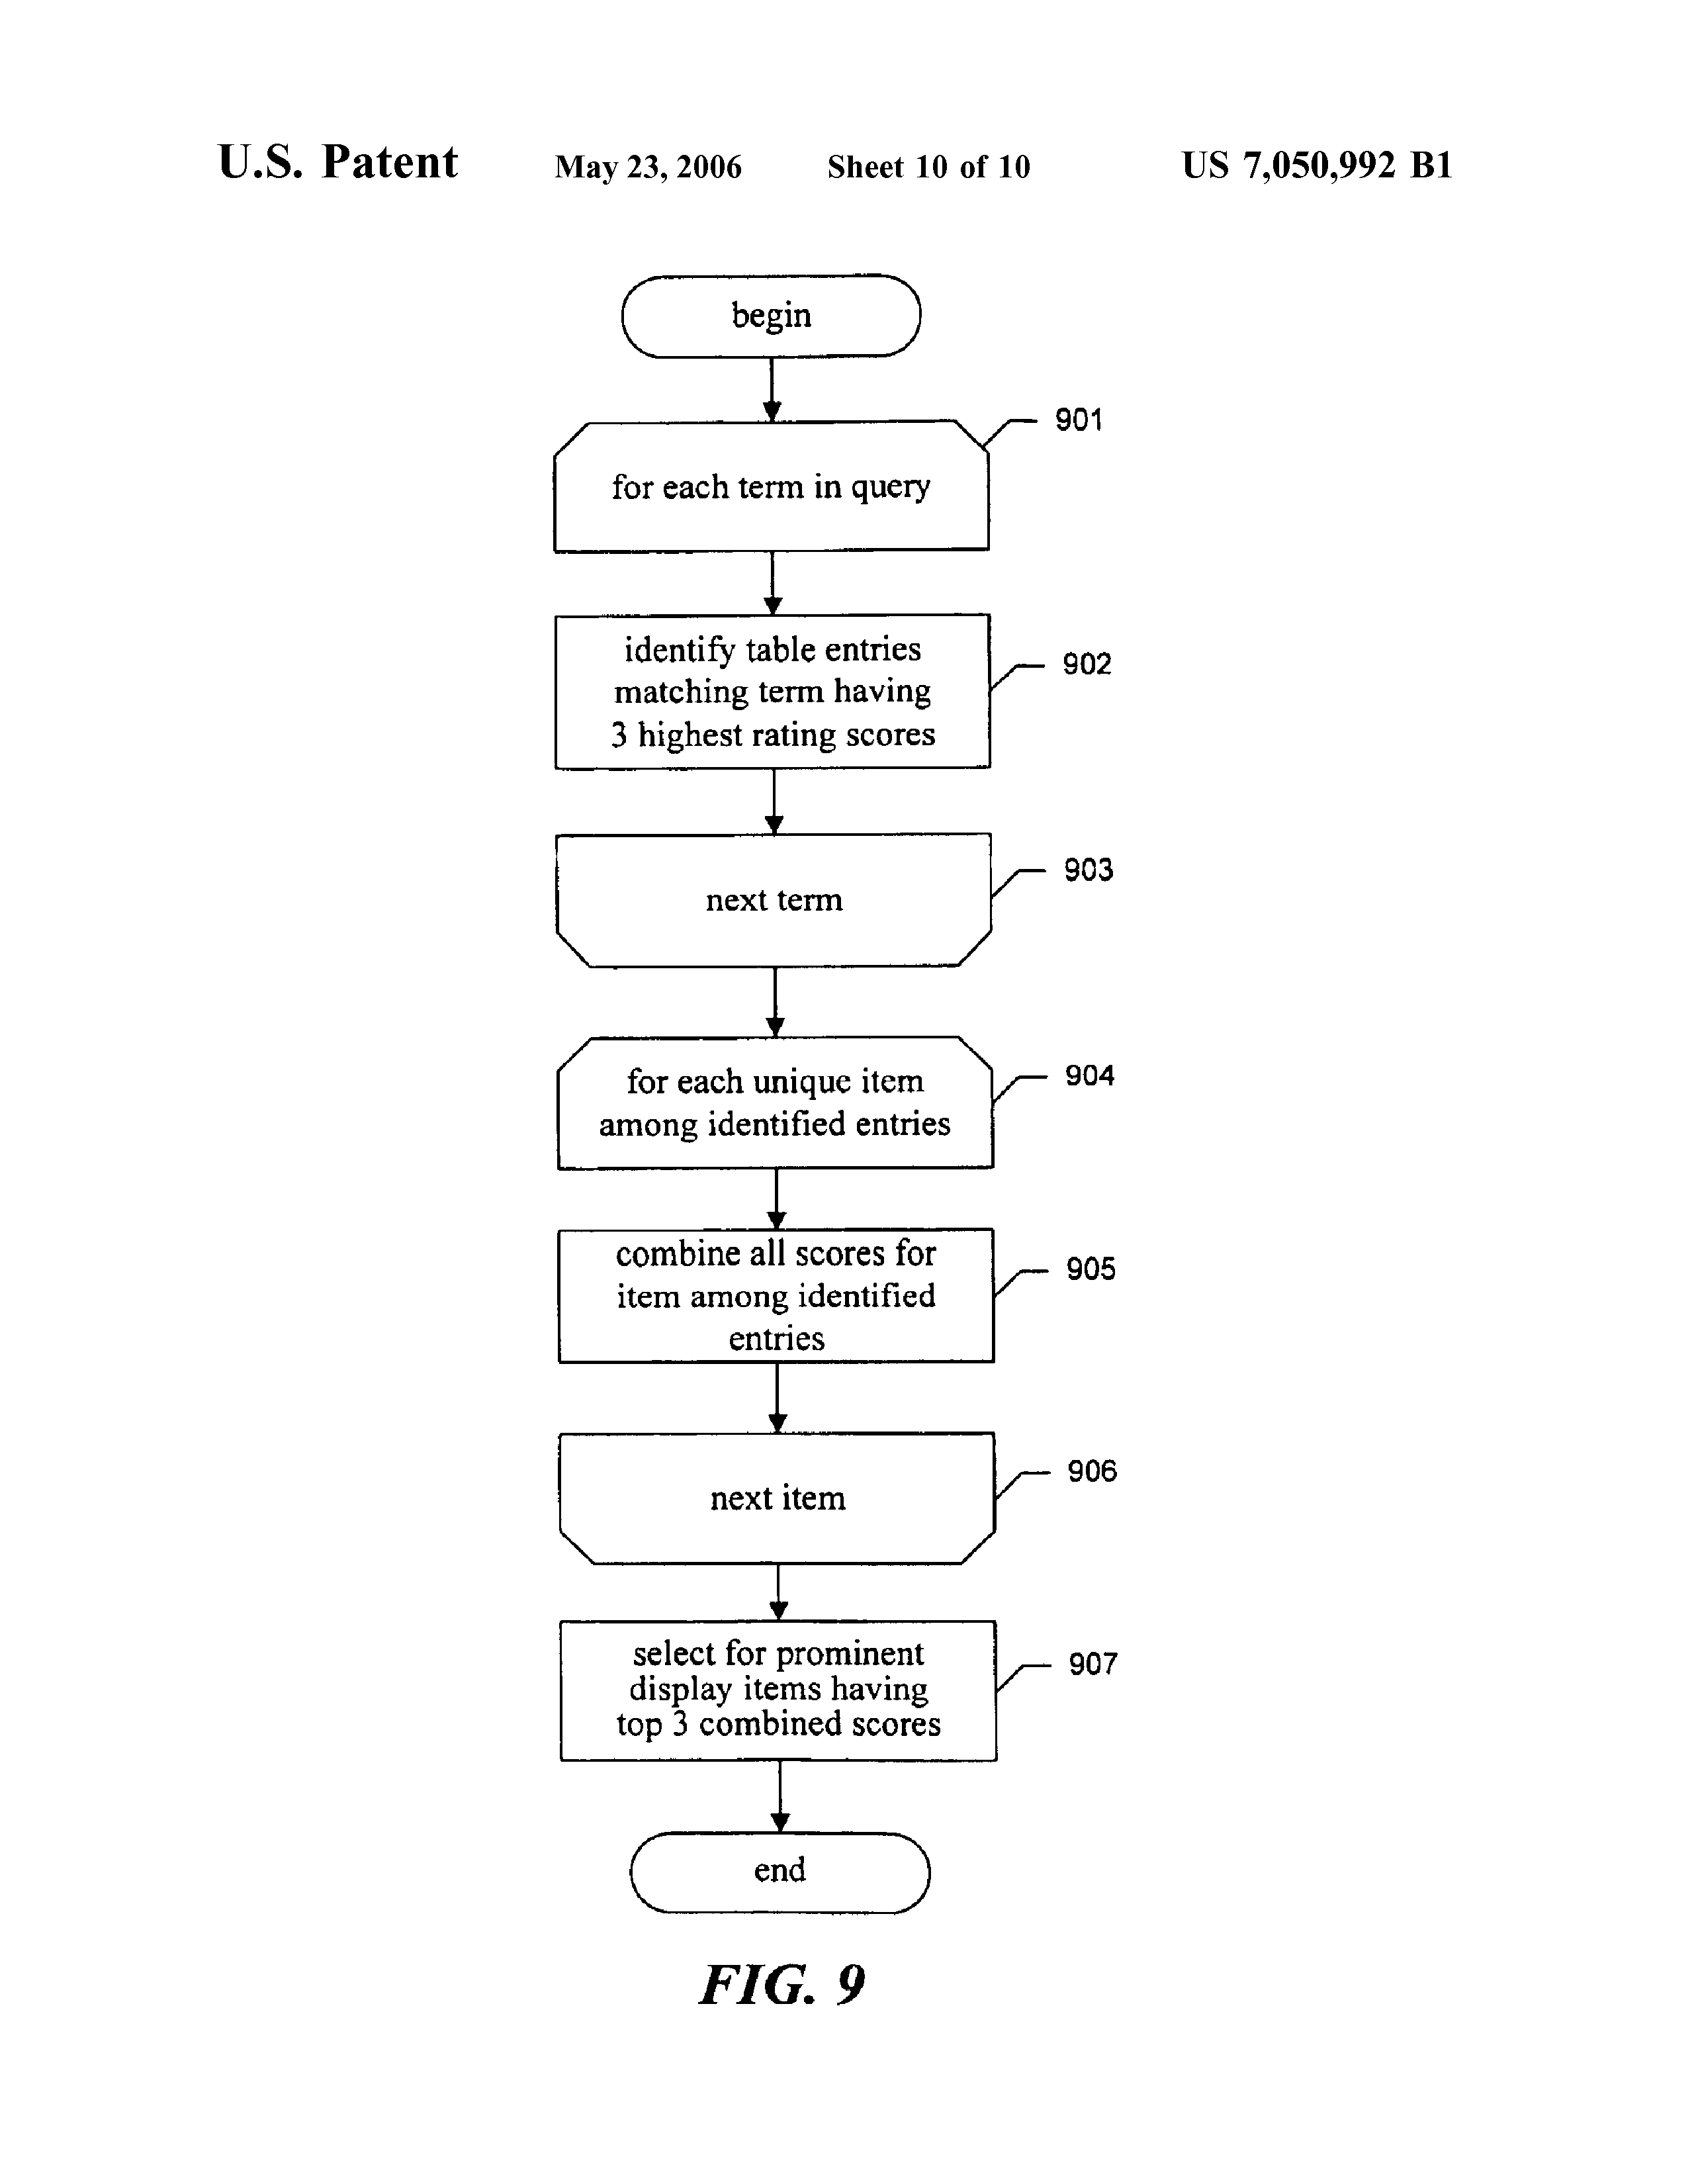 U.S. Patent May 23, 2006 Sheet 10 of 10 US 7,050,992 B1
begin
901
for each term in query
identify table entries
902
matching term having
3 highest rating scores
903
next term
904
for each unique item
among identified entries
combine all scores for
905
item among identified
entries
906
next item
select for prominent
907
display items having
top 3 combined scores
end
FIG. 9